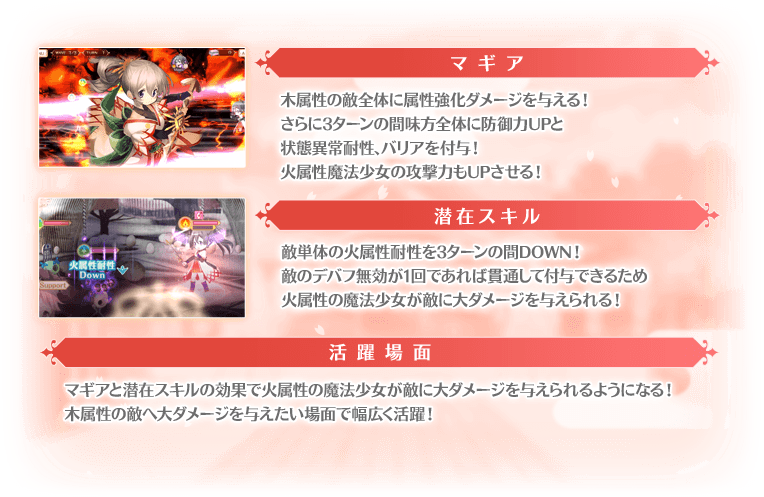 マギア
木属性の敵全体に属性強化ダメージを与える！
さらに3ターンの間味方全体に防御力UPと
状態異常耐性、バリアを付与！
火属性魔法少女の攻撃力もUPさせる！
火属性耐性
Down
Support
潜在スキル
敵単体の火属性耐性を3ターンの間DOWN！
敵のデバフ無効が1回であれば貫通して付与できるため
火属性の魔法少女が敵に大ダメージを与えられる！
活躍場面
マギアと潜在スキルの効果で火属性の魔法少女が敵に大ダメージを与えられるようになる！
木属性の敵へ大ダメージを与えたい場面で幅広く活躍！